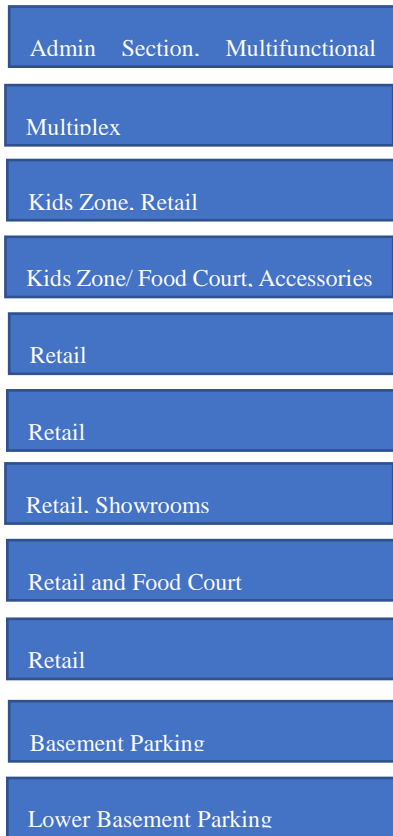 Admin Section, Multifunctional
Multiplex
Kids Zone, Retail
Kids Zone/ Food Court, Accessories
Retail
Retail
Retail, Showrooms
Retail and Food Court
Retail
Basement Parking
Lower Basement Parking